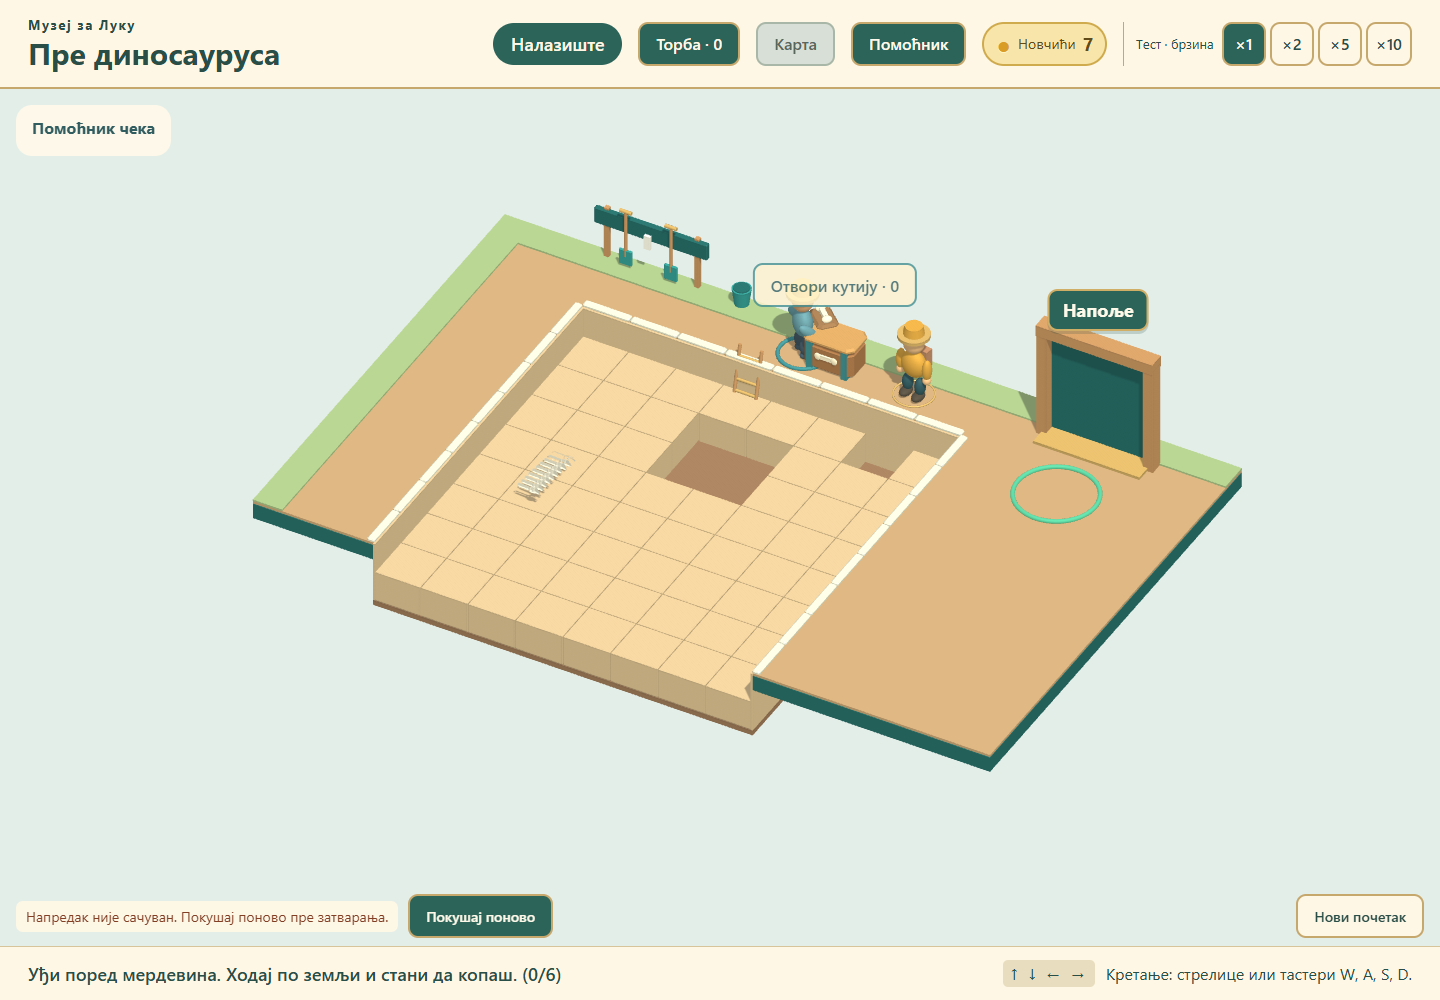 Музеј за Луку
Пре диносауруса
Налазиште
Торба · 0
Карта
Помоћник
Новчићи 7
Тест · брзина
×1
×2
×5
×10
Помоћник чека
Отвори кутију · 0
Напоље
Напредак није сачуван. Покушај поново пре затварања.
Покушај поново
Нови почетак
Уђи поред мердевина. Ходај по земљи и стани да копаш. (0/6)
↑ ↓ ← →
Кретање: стрелице или тастери W, A, S, D.